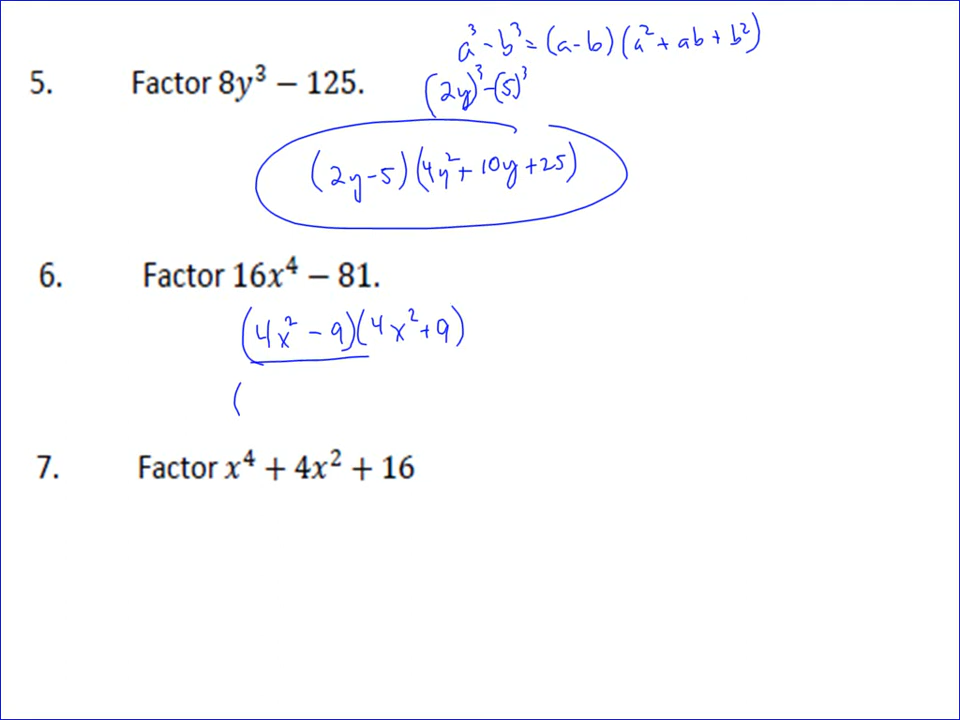 a³ - b³ = (a - b) (a² + ab + b²)
5. Factor 8y³ – 125.
(2y)³ - (5)³
(2y - 5) (4y² + 10y + 25)
6. Factor 16x⁴ – 81.
(4x² - 9)(4x² + 9)
(
7. Factor x⁴ + 4x² + 16